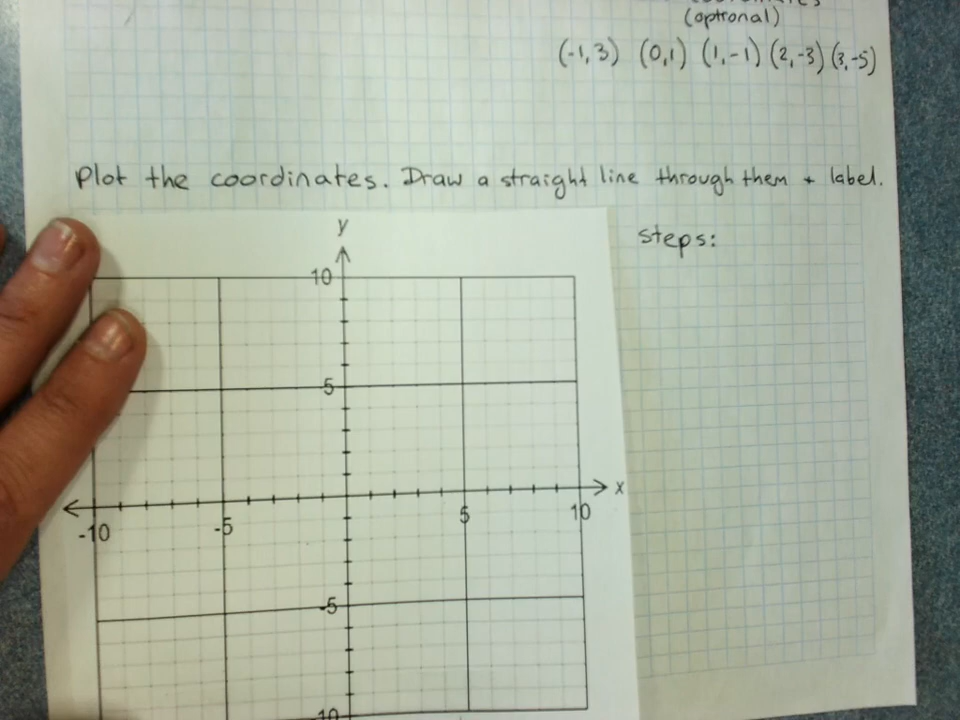 (optional)
(-1,3) (0,1) (1,-1) (2,-3) (3,-5)
Plot the coordinates. Draw a straight line through them + label.
steps:
y
10
5
x
-10
-5
5
10
-5
-10